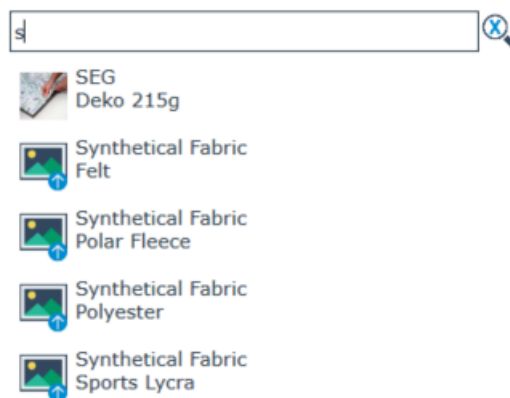 s
SEG
Deko 215g
Synthetical Fabric
Felt
Synthetical Fabric
Polar Fleece
Synthetical Fabric
Polyester
Synthetical Fabric
Sports Lycra